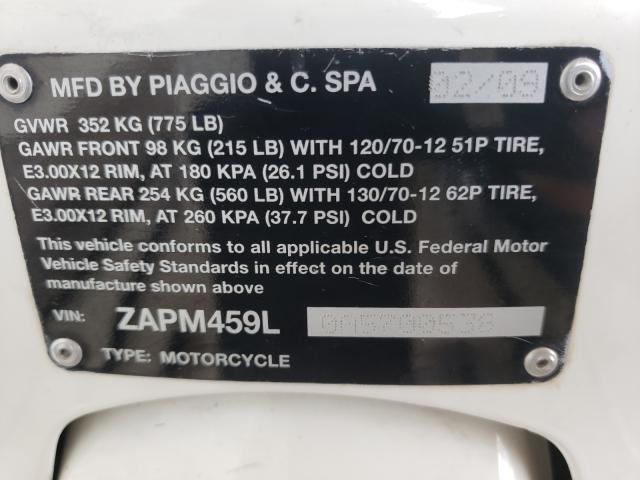 MFD BY PIAGGIO & C. SPA 02/09
GVWR 352 KG (775 LB)
GAWR FRONT 98 KG (215 LB) WITH 120/70-12 51P TIRE,
E3.00X12 RIM, AT 180 KPA (26.1 PSI) COLD
GAWR REAR 254 KG (560 LB) WITH 130/70-12 62P TIRE,
E3.00X12 RIM, AT 260 KPA (37.7 PSI) COLD
This vehicle conforms to all applicable U.S. Federal Motor
Vehicle Safety Standards in effect on the date of
manufacture shown above
VIN: ZAPM459L
TYPE: MOTORCYCLE